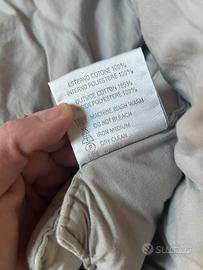 ESTERNO COTONE 100%
INTERNO POLIESTERE 100%
OUTSIDE COTTON 100%
INSIDE POLYESTERE 100%
MACHINE WASH WARM
DO NOT BLEACH
IRON MEDIUM
DRY CLEAN
SUBITO